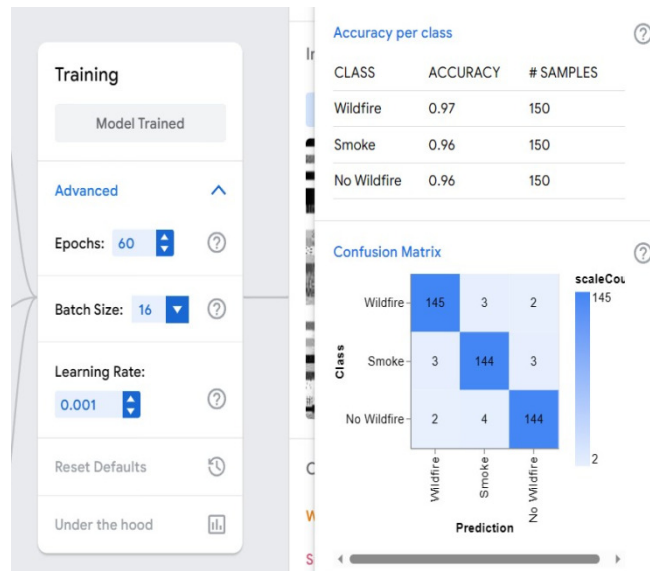 Training
Model Trained
Advanced
Epochs: 60
Batch Size: 16
Learning Rate:
0.001
Reset Defaults
Under the hood
Accuracy per class
CLASS ACCURACY # SAMPLES
Wildfire 0.97 150
Smoke 0.96 150
No Wildfire 0.96 150
Confusion Matrix
scaleCou
Wildfire 145 3 2
Smoke 3 144 3
No Wildfire 2 4 144
145
2
Class
Wildfire
Smoke
No Wildfire
Prediction